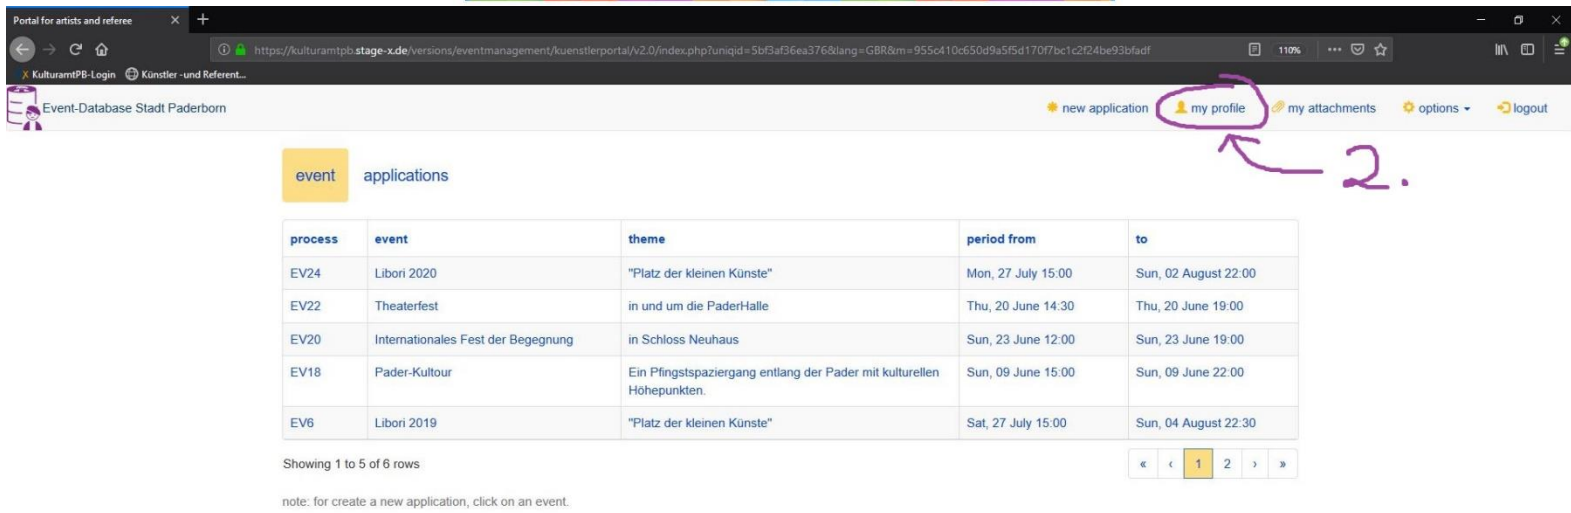 Portal for artists and referee × +
https://kulturamtpb.stage-x.de/versions/eventmanagement/kuenstlerportal/v2.0/index.php?uniqid=5bf3af36ea376&lang=GBR&m=955c410c650d9a5f5d170f7bc1c2f24be93bfadf 110%
KulturamtPB-Login Künstler -und Referent...
Event-Database Stadt Paderborn new application my profile my attachments options logout
2.
event applications
process event theme period from to
EV24 Libori 2020 "Platz der kleinen Künste" Mon, 27 July 15:00 Sun, 02 August 22:00
EV22 Theaterfest in und um die PaderHalle Thu, 20 June 14:30 Thu, 20 June 19:00
EV20 Internationales Fest der Begegnung in Schloss Neuhaus Sun, 23 June 12:00 Sun, 23 June 19:00
EV18 Pader-Kultour Ein Pfingstspaziergang entlang der Pader mit kulturellen Sun, 09 June 15:00 Sun, 09 June 22:00
Höhepunkten.
EV6 Libori 2019 "Platz der kleinen Künste" Sat, 27 July 15:00 Sun, 04 August 22:30
Showing 1 to 5 of 6 rows « ‹ 1 2 › »
note: for create a new application, click on an event.